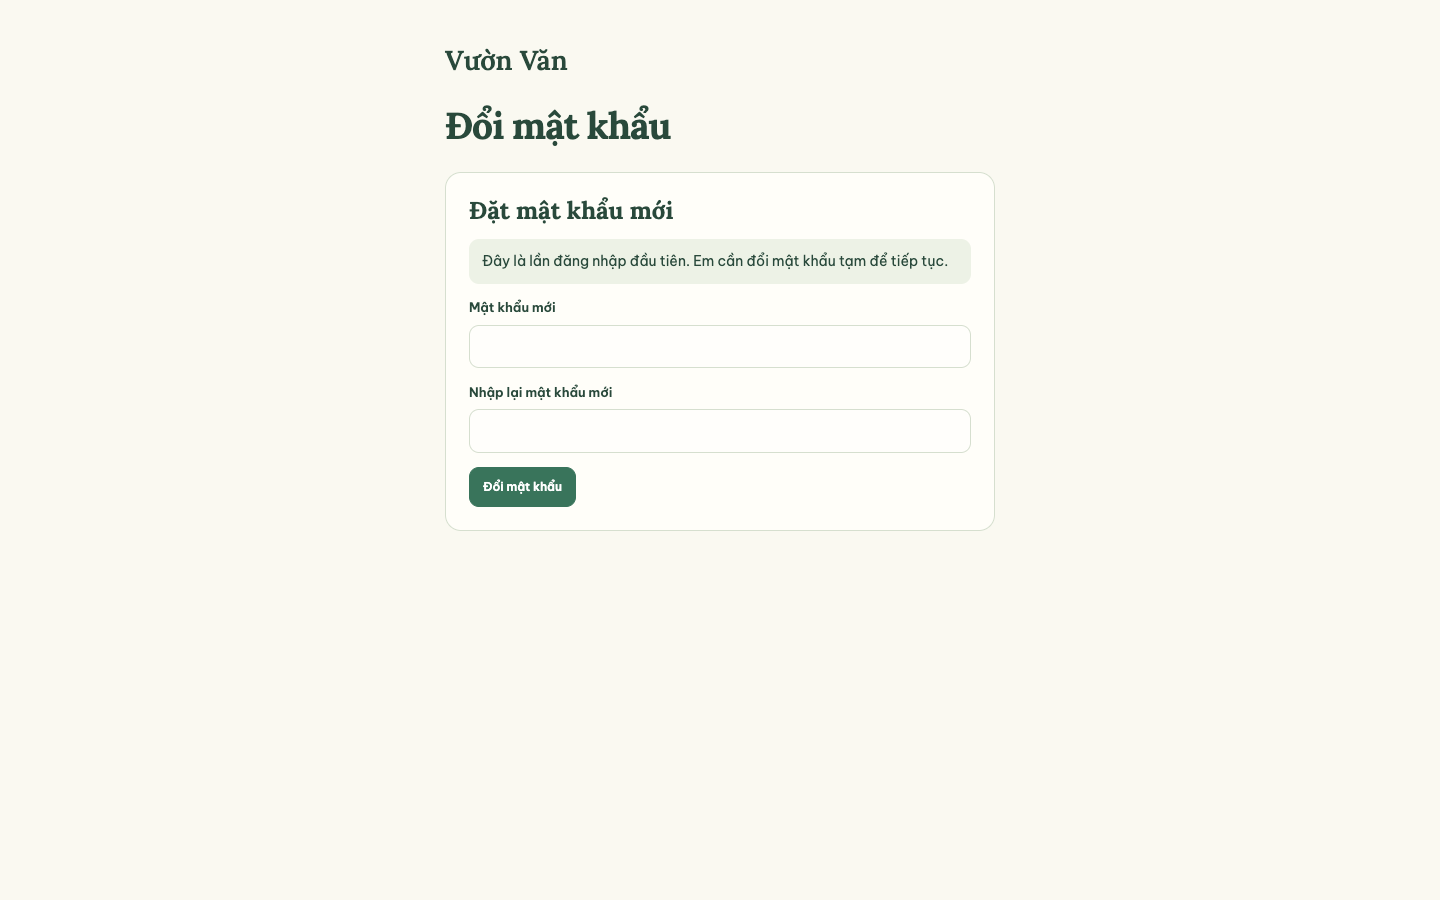 Vườn Văn
Đổi mật khẩu
Đặt mật khẩu mới
Đây là lần đăng nhập đầu tiên. Em cần đổi mật khẩu tạm để tiếp tục.
Mật khẩu mới
Nhập lại mật khẩu mới
Đổi mật khẩu